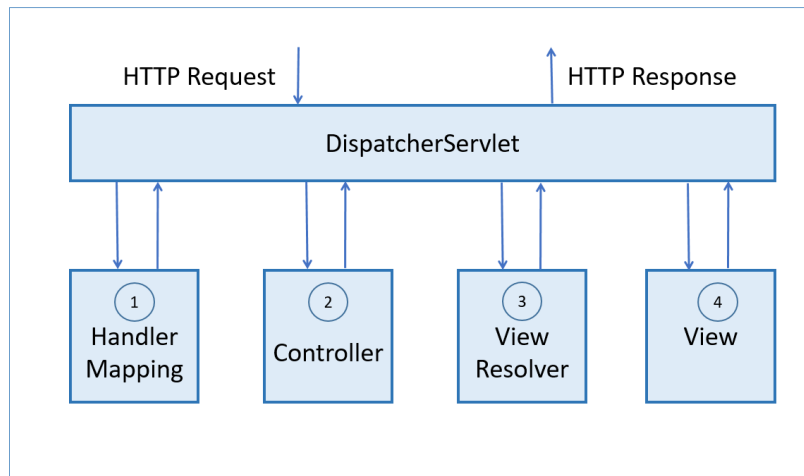 HTTP Request
HTTP Response
DispatcherServlet
1
Handler
Mapping
2
Controller
3
View
Resolver
4
View